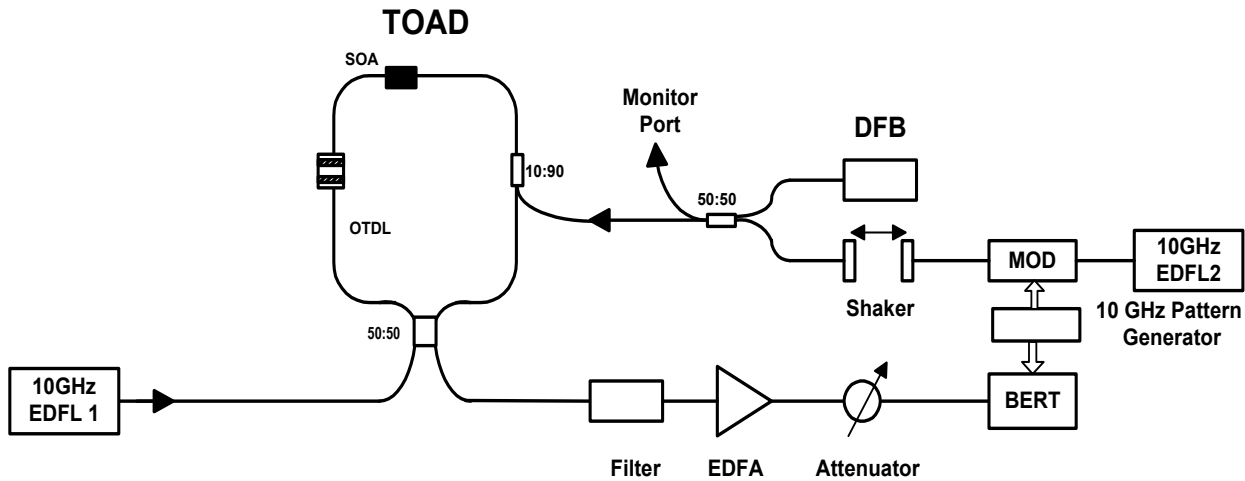 TOAD
SOA
Monitor
Port
DFB
10:90
50:50
OTDL
MOD
10GHz
EDFL2
Shaker
10 GHz Pattern
Generator
50:50
10GHz
EDFL 1
BERT
Filter
EDFA
Attenuator